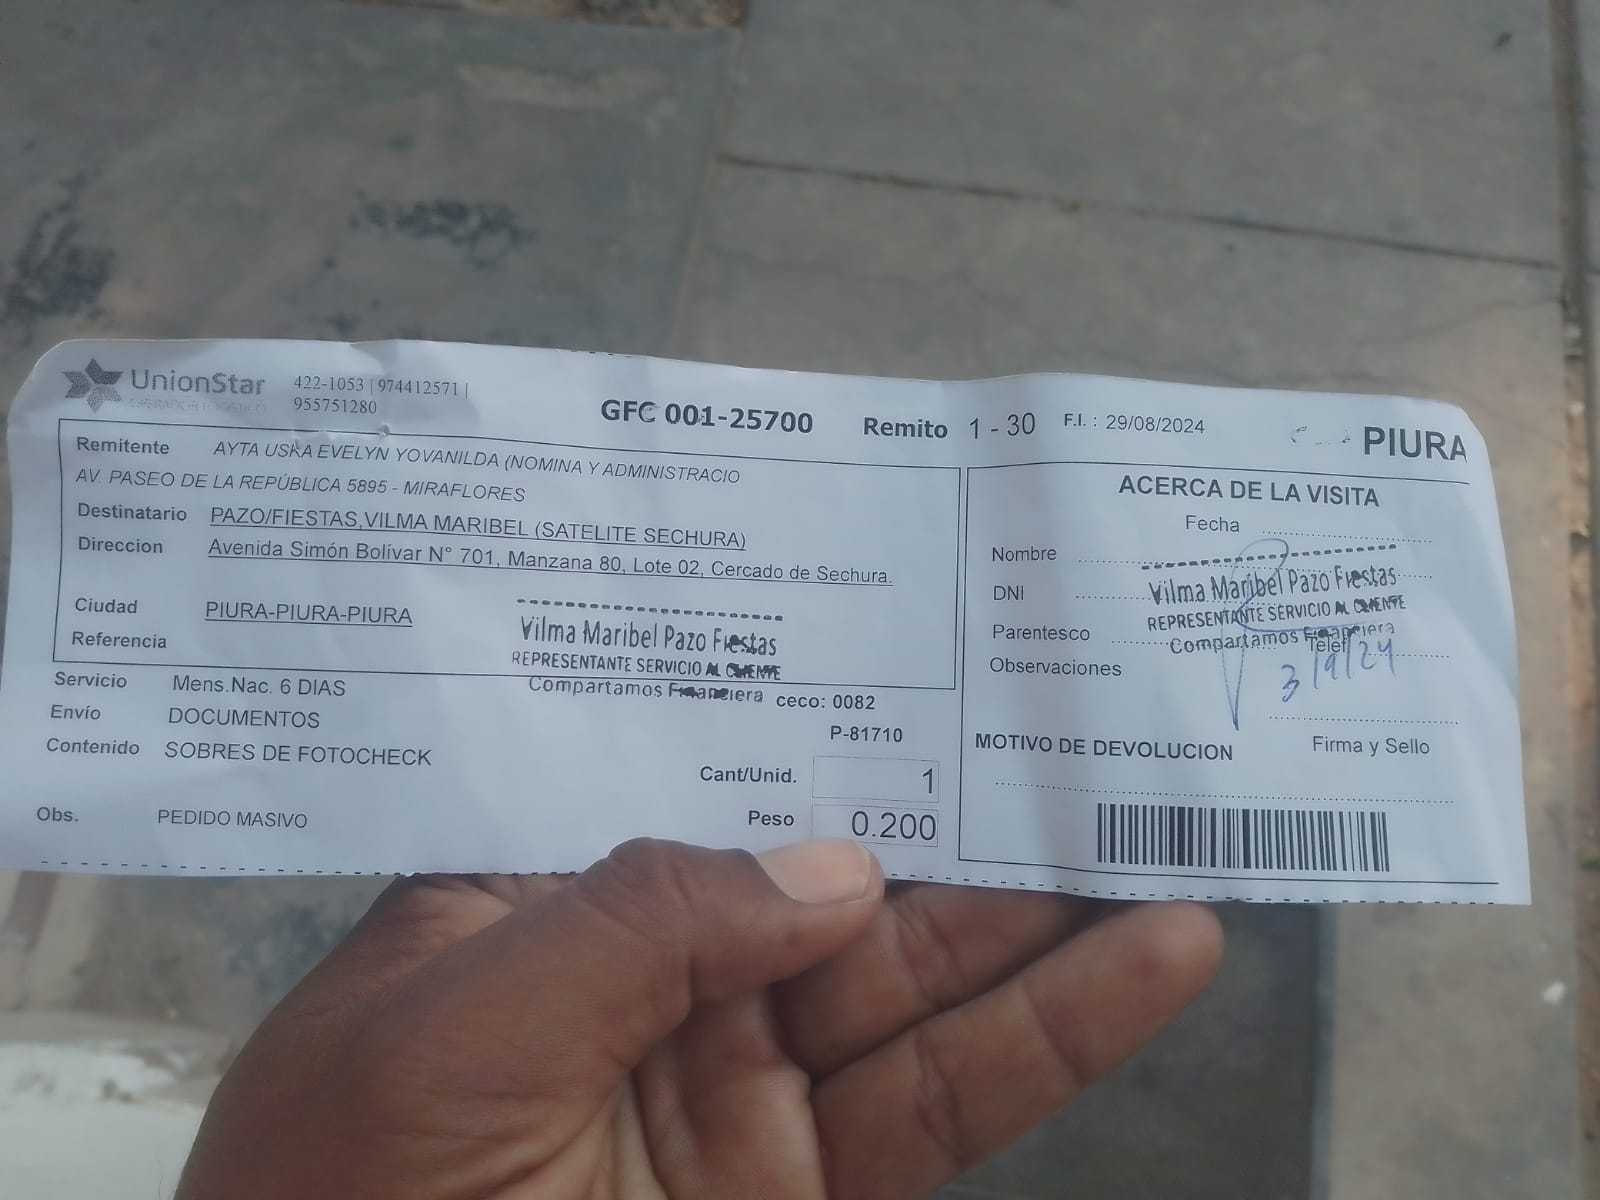 UnionStar
OPERADOR LOGISTICO
422-1053 | 974412571 |
955751280
GFC 001-25700
Remito 1 - 30
F.I. : 29/08/2024
PIURA
Remitente AYTA USKA EVELYN YOVANILDA (NOMINA Y ADMINISTRACIO
AV. PASEO DE LA REPÚBLICA 5895 - MIRAFLORES
Destinatario PAZO/FIESTAS,VILMA MARIBEL (SATELITE SECHURA)
Direccion Avenida Simón Bolívar N° 701, Manzana 80, Lote 02, Cercado de Sechura.
Ciudad PIURA-PIURA-PIURA
Referencia
Vilma Maribel Pazo Fiestas
REPRESENTANTE SERVICIO AL CLIENTE
Compartamos Financiera
Servicio Mens.Nac. 6 DIAS
ceco: 0082
Envío DOCUMENTOS
P-81710
Contenido SOBRES DE FOTOCHECK
Cant/Unid. 1
Peso 0.200
Obs. PEDIDO MASIVO
ACERCA DE LA VISITA
Fecha
Nombre
DNI
Vilma Maribel Pazo Fiestas
REPRESENTANTE SERVICIO AL CLIENTE
Compartamos Financiera
Parentesco
Telef
Observaciones
3/9/24
Firma y Sello
MOTIVO DE DEVOLUCION